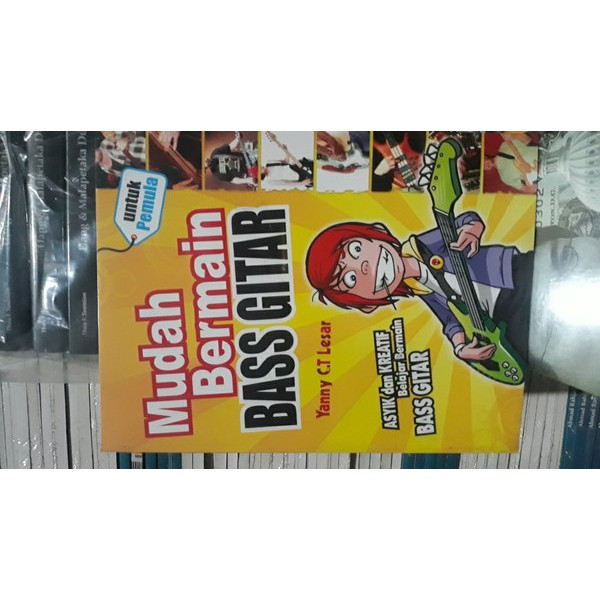 untuk
Pemula
Mudah
Bermain
BASS GITAR
Yanny C.T Lesar
ASYIK dan KREATIF
Belajar Bermain
BASS GITAR